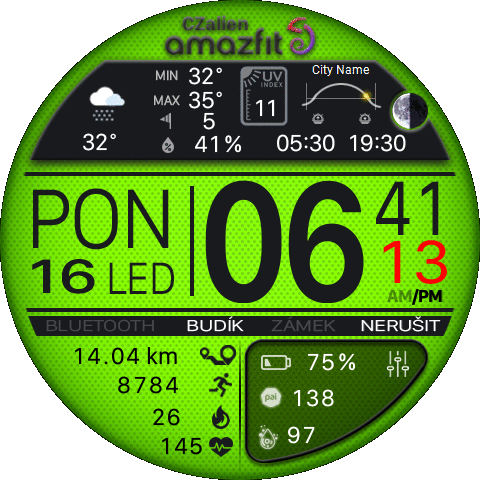 CZalien
amazfit
MIN 32°
MAX 35°
5
32°
41%
UV
INDEX
11
City Name
05:30 19:30
PON
16 LED
06
41
13
AM/PM
BLUETOOTH BUDÍK ZÁMEK NERUŠIT
14.04 km
8784
26
145
75%
pai 138
97